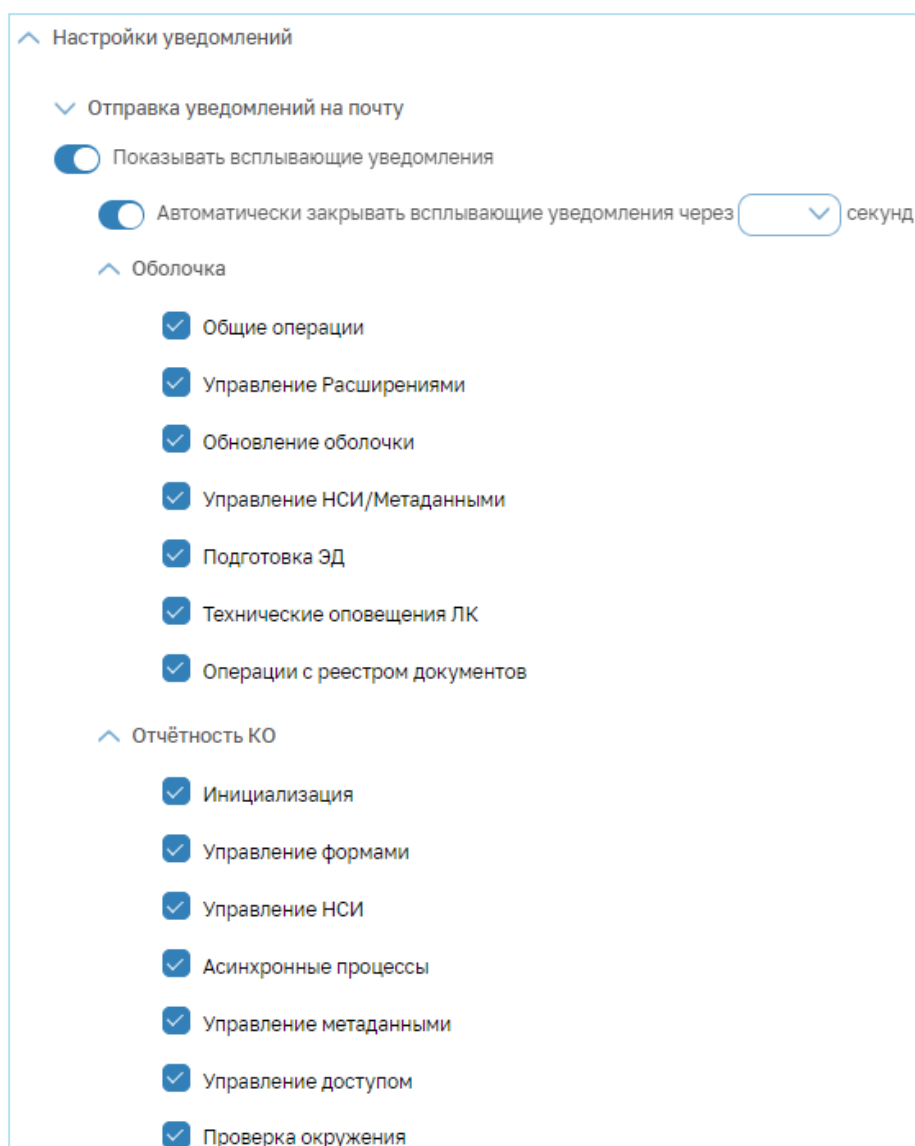 Настройки уведомлений
Отправка уведомлений на почту
Показывать всплывающие уведомления
Автоматически закрывать всплывающие уведомления через секунд
Оболочка
Общие операции
Управление Расширениями
Обновление оболочки
Управление НСИ/Метаданными
Подготовка ЭД
Технические оповещения ЛК
Операции с реестром документов
Отчётность КО
Инициализация
Управление формами
Управление НСИ
Асинхронные процессы
Управление метаданными
Управление доступом
Проверка окружения